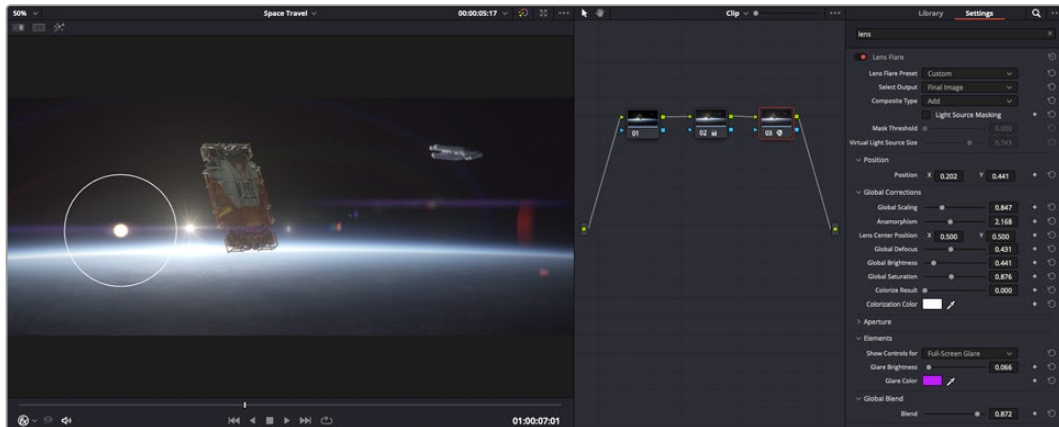 50%
Space Travel
00:00:05:17
Clip
Library
Settings
lens
Lens Flare
Lens Flare Preset Custom
Select Output Final Image
Composite Type Add
Light Source Masking
Mask Threshold 0.000
Virtual Light Source Size 0.743
Position
Position X 0.202 Y 0.441
Global Corrections
Global Scaling 0.847
Anamorphism 2.168
Lens Center Position X 0.500 Y 0.500
Global Defocus 0.431
Global Brightness 0.441
Global Saturation 0.876
Colorize Result 0.000
Colorization Color
Aperture
Elements
Show Controls for Full-Screen Glare
Glare Brightness 0.066
Glare Color
Global Blend
Blend 0.872
01
02
03
01:00:07:01